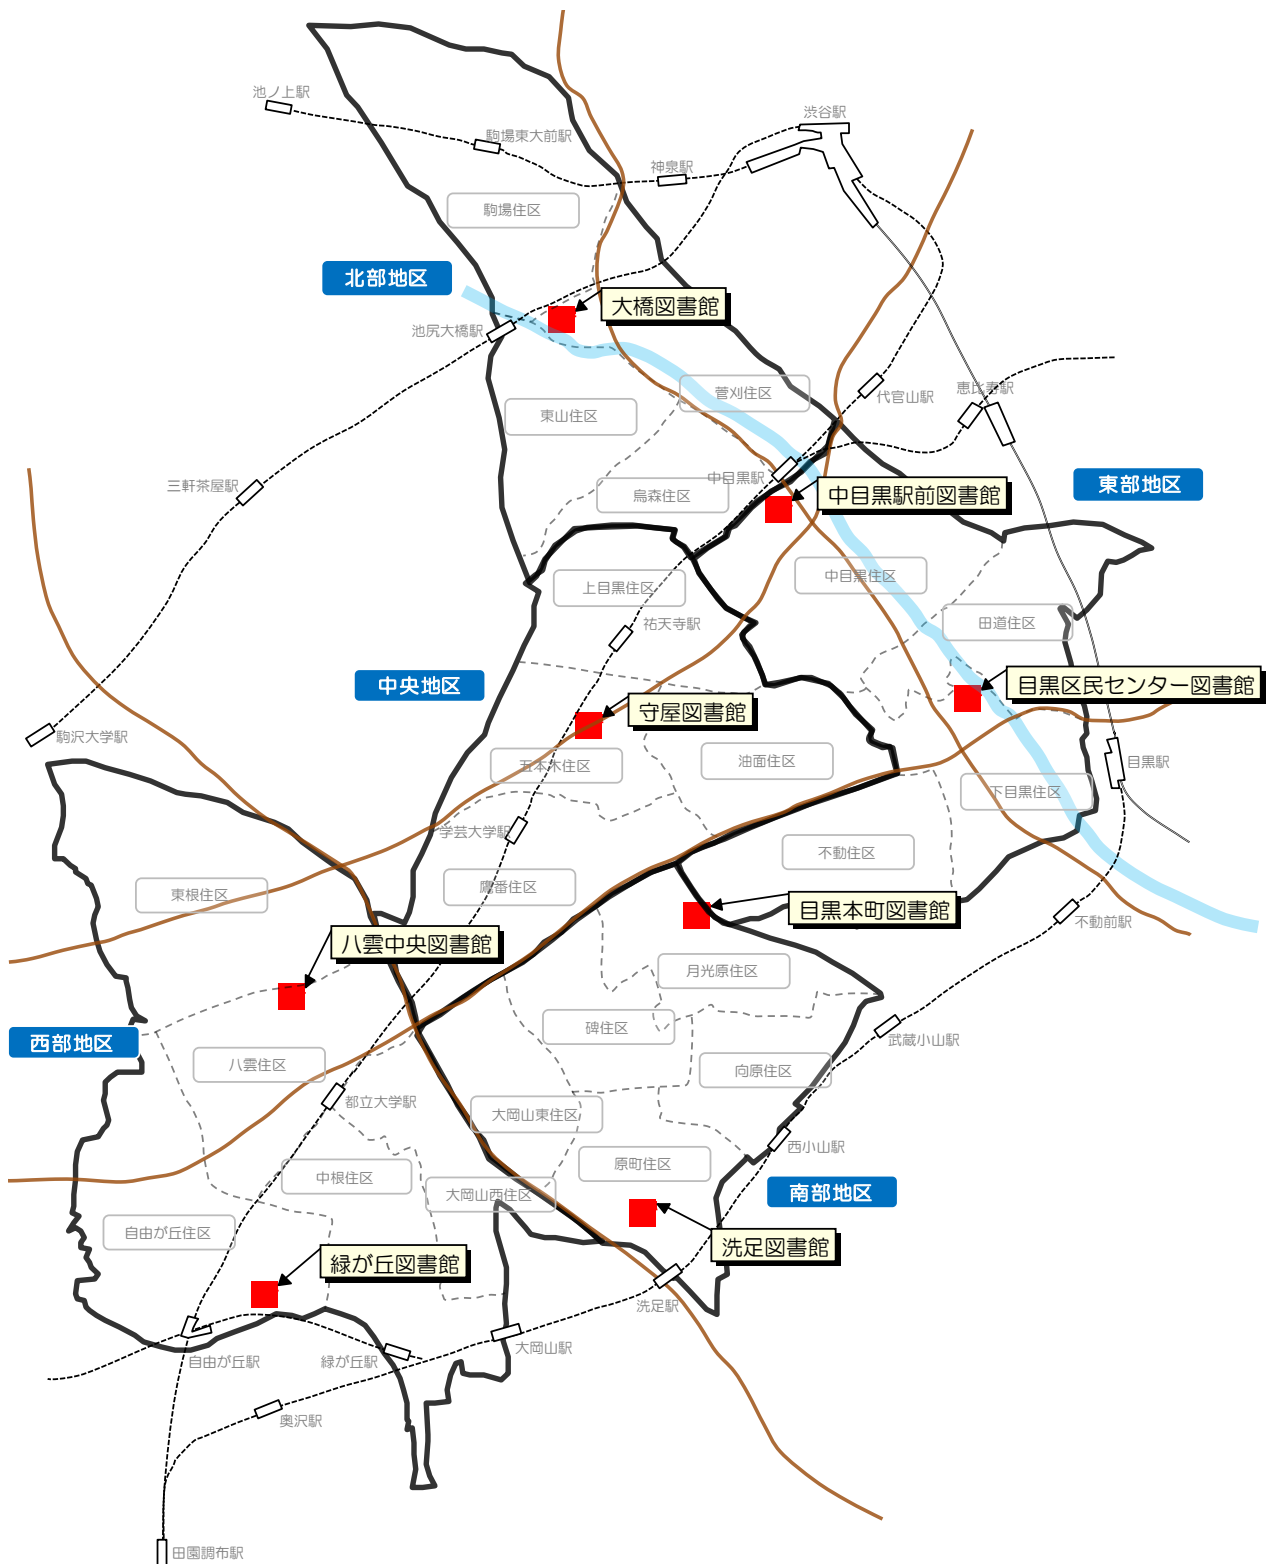 池ノ上駅
渋谷駅
駒場東大前駅
神泉駅
駒場住区
北部地区
大橋図書館
池尻大橋駅
菅刈住区
代官山駅
恵比寿駅
東山住区
中目黒駅
三軒茶屋駅
烏森住区
中目黒駅前図書館
東部地区
上目黒住区
中目黒住区
祐天寺駅
田道住区
中央地区
目黒区民センター図書館
守屋図書館
駒沢大学駅
五本木住区
油面住区
目黒駅
下目黒住区
学芸大学駅
不動住区
東根住区
鷹番住区
目黒本町図書館
不動前駅
八雲中央図書館
月光原住区
碑住区
西部地区
武蔵小山駅
八雲住区
向原住区
都立大学駅
大岡山東住区
西小山駅
原町住区
中根住区
大岡山西住区
南部地区
自由が丘住区
洗足図書館
緑が丘図書館
洗足駅
大岡山駅
自由が丘駅
緑が丘駅
奥沢駅
田園調布駅